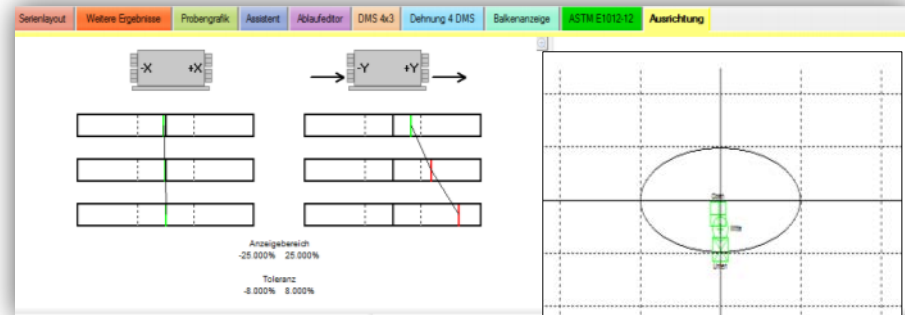 Serienlayout Weitere Ergebnisse Probengrafik Assistent Ablaufeditor DMS 4x3 Dehnung 4 DMS Balkenanzeige ASTM E1012-12 Ausrichtung
-X +X
-Y +Y
Anzeigebereich
-25.000% 25.000%
Toleranz
-8.000% 8.000%